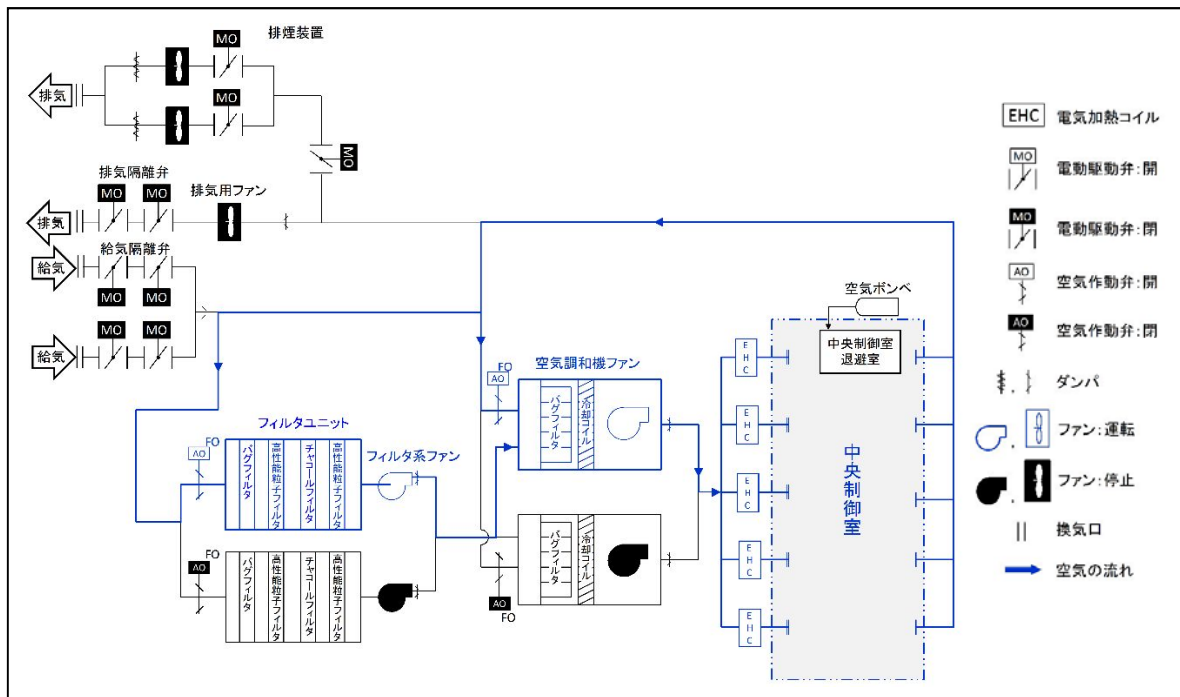 排煙装置
MO
排気
MO
MO
排気隔離弁
排気用ファン
MO
MO
排気
給気隔離弁
給気
MO
MO
MO
MO
給気
空気ボンベ
中央制御室
退避室
中央制御室
空気調和機ファン
FO
AO
バグフィルタ
冷却コイル
フィルタユニット
フィルタ系ファン
FO
AO
バグフィルタ
高性能粒子フィルタ
チャコールフィルタ
高性能粒子フィルタ
FO
AO
バグフィルタ
高性能粒子フィルタ
チャコールフィルタ
高性能粒子フィルタ
バグフィルタ
冷却コイル
AO
FO
EHC
EHC
EHC
EHC
EHC
EHC
電気加熱コイル
MO
電動駆動弁:開
MO
電動駆動弁:閉
AO
空気作動弁:開
AO
空気作動弁:閉
ダンパ
ファン:運転
ファン:停止
換気口
空気の流れ